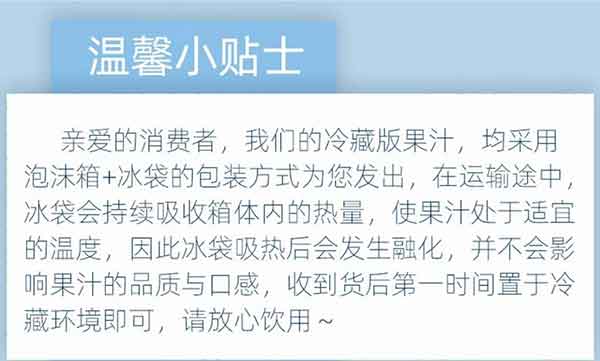 温馨小贴士
亲爱的消费者，我们的冷藏版果汁，均采用
泡沫箱+冰袋的包装方式为您发出，在运输途中，
冰袋会持续吸收箱体内的热量，使果汁处于适宜
的温度，因此冰袋吸热后会发生融化，并不会影
响果汁的品质与口感，收到货后第一时间置于冷
藏环境即可，请放心饮用～